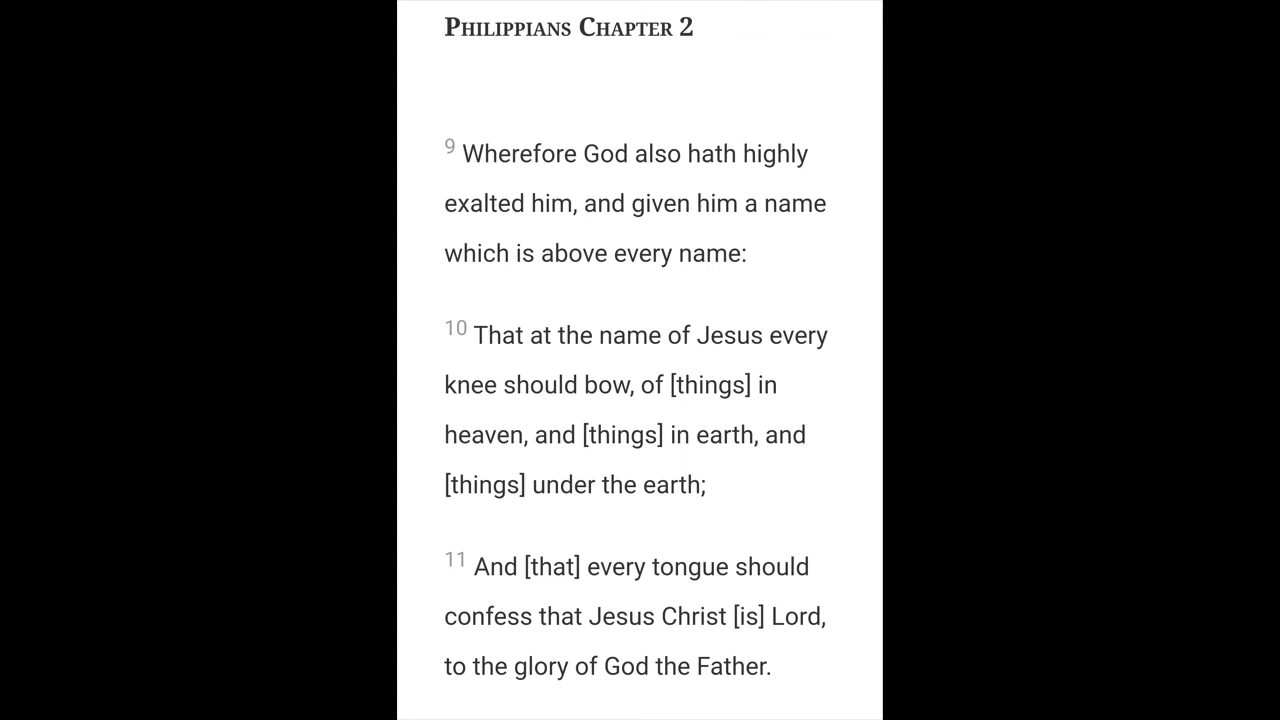 Philippians Chapter 2
9 Wherefore God also hath highly
exalted him, and given him a name
which is above every name:
10 That at the name of Jesus every
knee should bow, of [things] in
heaven, and [things] in earth, and
[things] under the earth;
11 And [that] every tongue should
confess that Jesus Christ [is] Lord,
to the glory of God the Father.